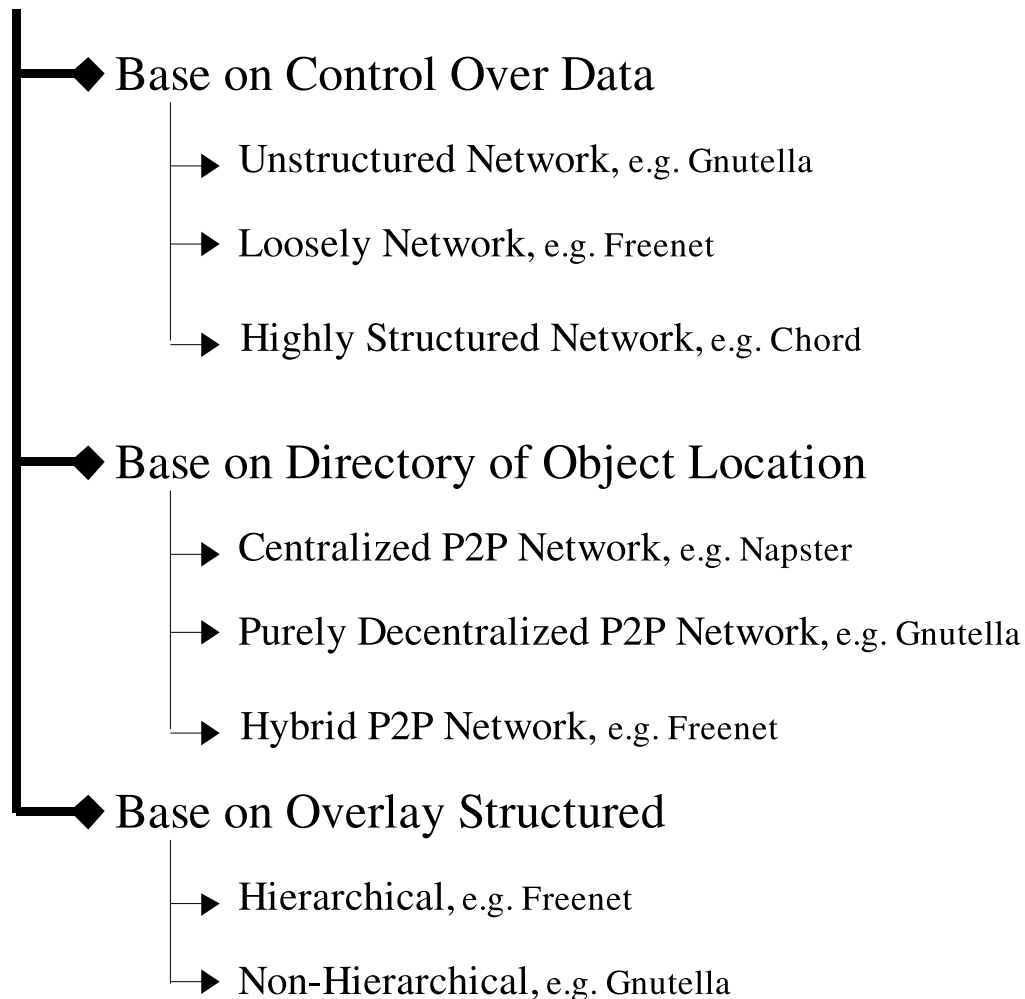 Base on Control Over Data
Unstructured Network, e.g. Gnutella
Loosely Network, e.g. Freenet
Highly Structured Network, e.g. Chord
Base on Directory of Object Location
Centralized P2P Network, e.g. Napster
Purely Decentralized P2P Network, e.g. Gnutella
Hybrid P2P Network, e.g. Freenet
Base on Overlay Structured
Hierarchical, e.g. Freenet
Non-Hierarchical, e.g. Gnutella